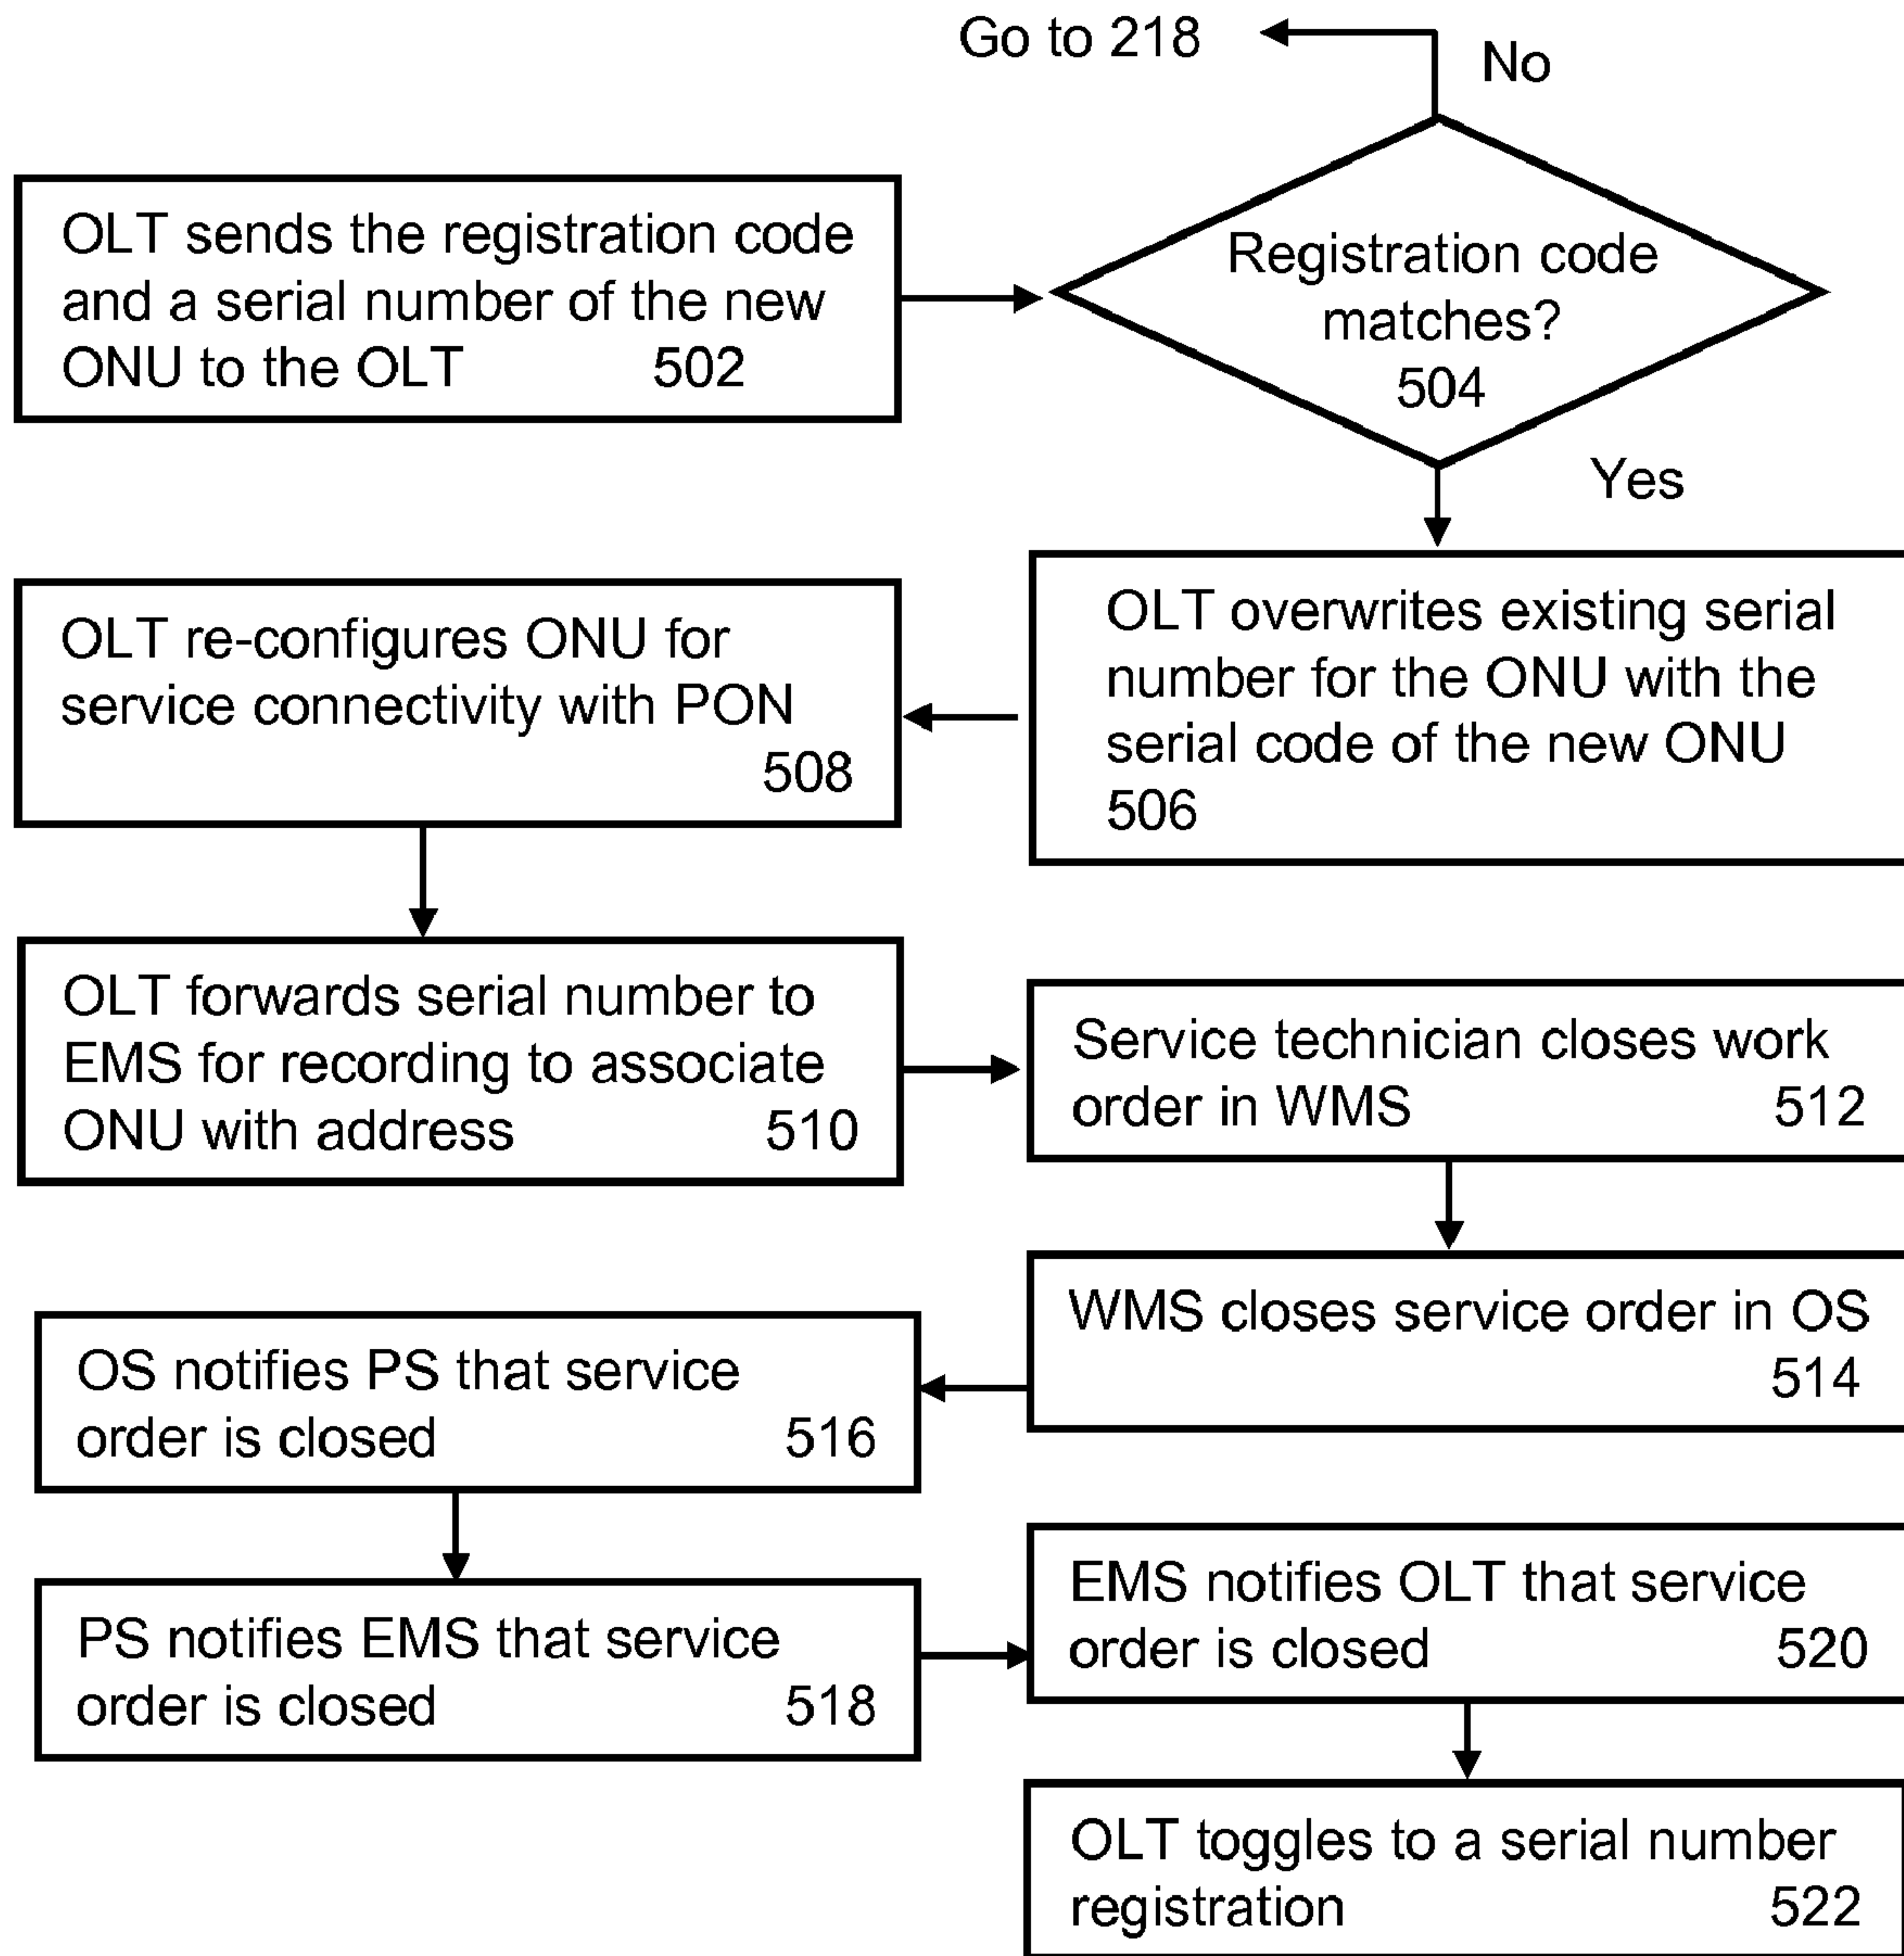 Go to 218
No
OLT sends the registration code
and a serial number of the new
ONU to the OLT 502
Registration code
matches?
504
Yes
OLT overwrites existing serial
number for the ONU with the
serial code of the new ONU
506
OLT re-configures ONU for
service connectivity with PON
508
OLT forwards serial number to
EMS for recording to associate
ONU with address 510
Service technician closes work
order in WMS 512
WMS closes service order in OS
514
OS notifies PS that service
order is closed 516
PS notifies EMS that service
order is closed 518
EMS notifies OLT that service
order is closed 520
OLT toggles to a serial number
registration 522